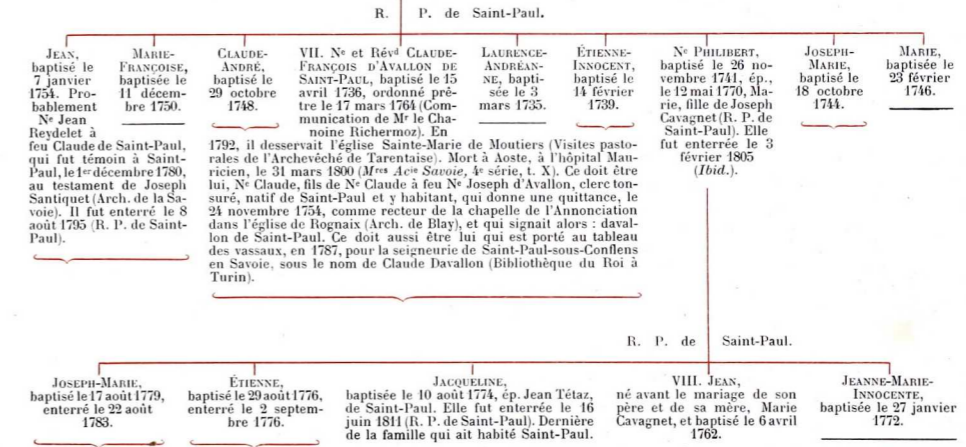 R. P. de Saint-Paul.
JEAN,
baptisé le
7 janvier
1754. Pro-
bablement
Nᵉ Jean
Reydelet à
feu Claude de Saint-Paul,
qui fut témoin à Saint-
Paul, le 1ᵉʳ décembre 1780,
au testament de Joseph
Santiquet (Arch. de la Sa-
voie). Il fut enterré le 8
août 1795 (R. P. de Saint-
Paul).
MARIE-
FRANÇOISE,
baptisée le
11 décem-
bre 1750.
CLAUDE-
ANDRÉ,
baptisé le
29 octobre
1748.
VII. Nᵉ et Révᵈ CLAUDE-
FRANÇOIS D'AVALLON DE
SAINT-PAUL, baptisé le 15
avril 1736, ordonné prê-
tre le 17 mars 1764 (Com-
munication de Mʳ le Cha-
noine Richermoz). En
1792, il desservait l'église Sainte-Marie de Moutiers (Visites pasto-
rales de l'Archevêché de Tarentaise). Mort à Aoste, à l'hôpital Mau-
ricien, le 31 mars 1800 (Mʳᵉˢ Acⁱᵉ Savoie, 4ᵉ série, t. X). Ce doit être
lui, Nᵉ Claude, fils de Nᵉ Claude à feu Nᵉ Joseph d'Avallon, clerc ton-
suré, natif de Saint-Paul et y habitant, qui donne une quittance, le
24 novembre 1754, comme recteur de la chapelle de l'Annonciation
dans l'église de Rognaix (Arch. de Blay), et qui signait alors : daval-
lon de Saint-Paul. Ce doit aussi être lui qui est porté au tableau
des vassaux, en 1787, pour la seigneurie de Saint-Paul-sous-Conflens
en Savoie, sous le nom de Claude Davallon (Bibliothèque du Roi à
Turin).
LAURENCE-
ANDRÉAN-
NE, bapti-
sée le 3
mars 1735.
ÉTIENNE-
INNOCENT,
baptisé le
14 février
1739.
Nᵉ PHILIBERT,
baptisé le 26 no-
vembre 1741, ép.,
le 12 mai 1770, Ma-
rie, fille de Joseph
Cavagnet (R. P. de
Saint-Paul). Elle
fut enterrée le 3
février 1805
(Ibid.).
JOSEPH-
MARIE,
baptisé le
18 octobre
1744.
MARIE,
baptisée le
23 février
1746.
R. P. de Saint-Paul.
JOSEPH-MARIE,
baptisé le 17 août 1779,
enterré le 22 août
1783.
ÉTIENNE,
baptisé le 29 août 1776,
enterré le 2 septem-
bre 1776.
JACQUELINE,
baptisée le 10 août 1774, ép. Jean Tétaz,
de Saint-Paul. Elle fut enterrée le 16
juin 1811 (R. P. de Saint-Paul). Dernière
de la famille qui ait habité Saint-Paul.
VIII. JEAN,
né avant le mariage de son
père et de sa mère, Marie
Cavagnet, et baptisé le 6 avril
1762.
JEANNE-MARIE-
INNOCENTE,
baptisée le 27 janvier
1772.